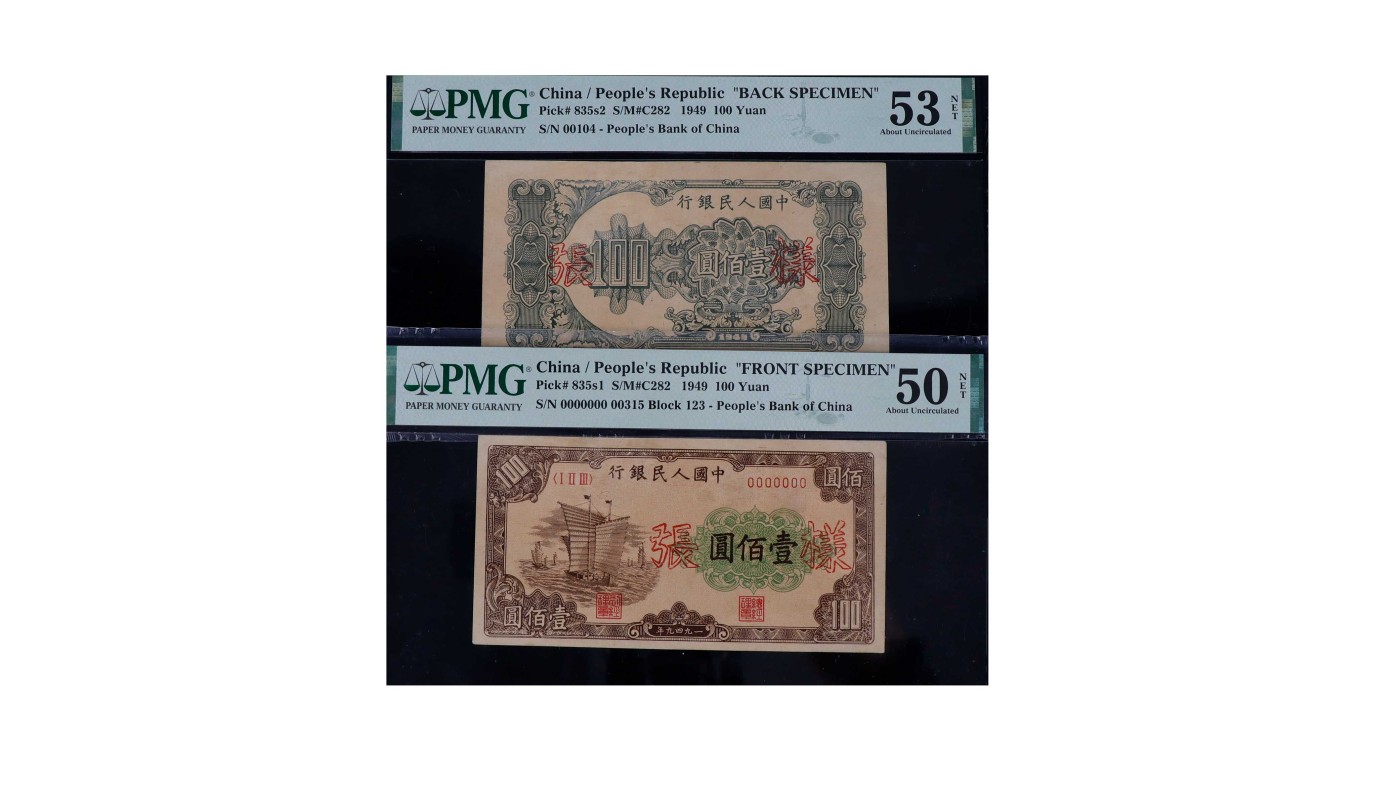 PMG®
PAPER MONEY GUARANTY
China / People's Republic "BACK SPECIMEN"
Pick# 835s2 S/M#C282 1949 100 Yuan
S/N 00104 - People's Bank of China
53
NET
About Uncirculated
行銀民人國中
張 100 圓佰壹 樣
PMG®
PAPER MONEY GUARANTY
China / People's Republic "FRONT SPECIMEN"
Pick# 835s1 S/M#C282 1949 100 Yuan
S/N 0000000 00315 Block 123 - People's Bank of China
50
NET
About Uncirculated
100
行銀民人國中
圓佰
〈I II III〉
0000000
張 圓佰壹 樣
圓佰壹
年九四九一
100